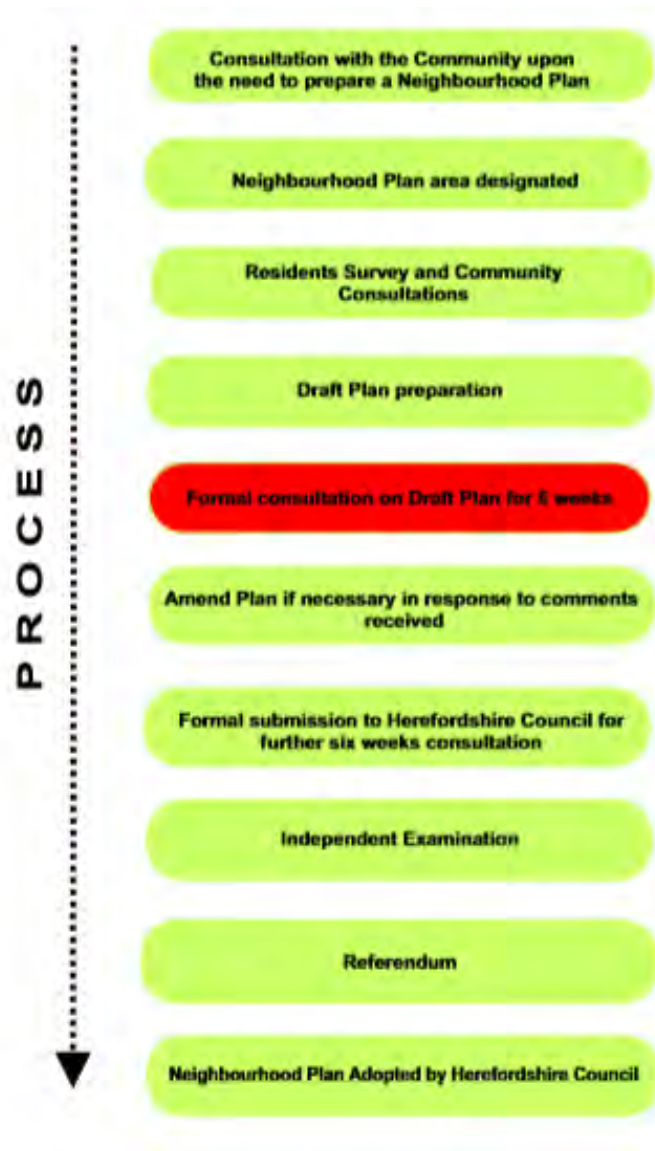 PROCESS
Consultation with the Community upon
the need to prepare a Neighbourhood Plan
Neighbourhood Plan area designated
Residents Survey and Community
Consultations
Draft Plan preparation
Formal consultation on Draft Plan for 6 weeks
Amend Plan if necessary in response to comments
received
Formal submission to Herefordshire Council for
further six weeks consultation
Independent Examination
Referendum
Neighbourhood Plan Adopted by Herefordshire Council